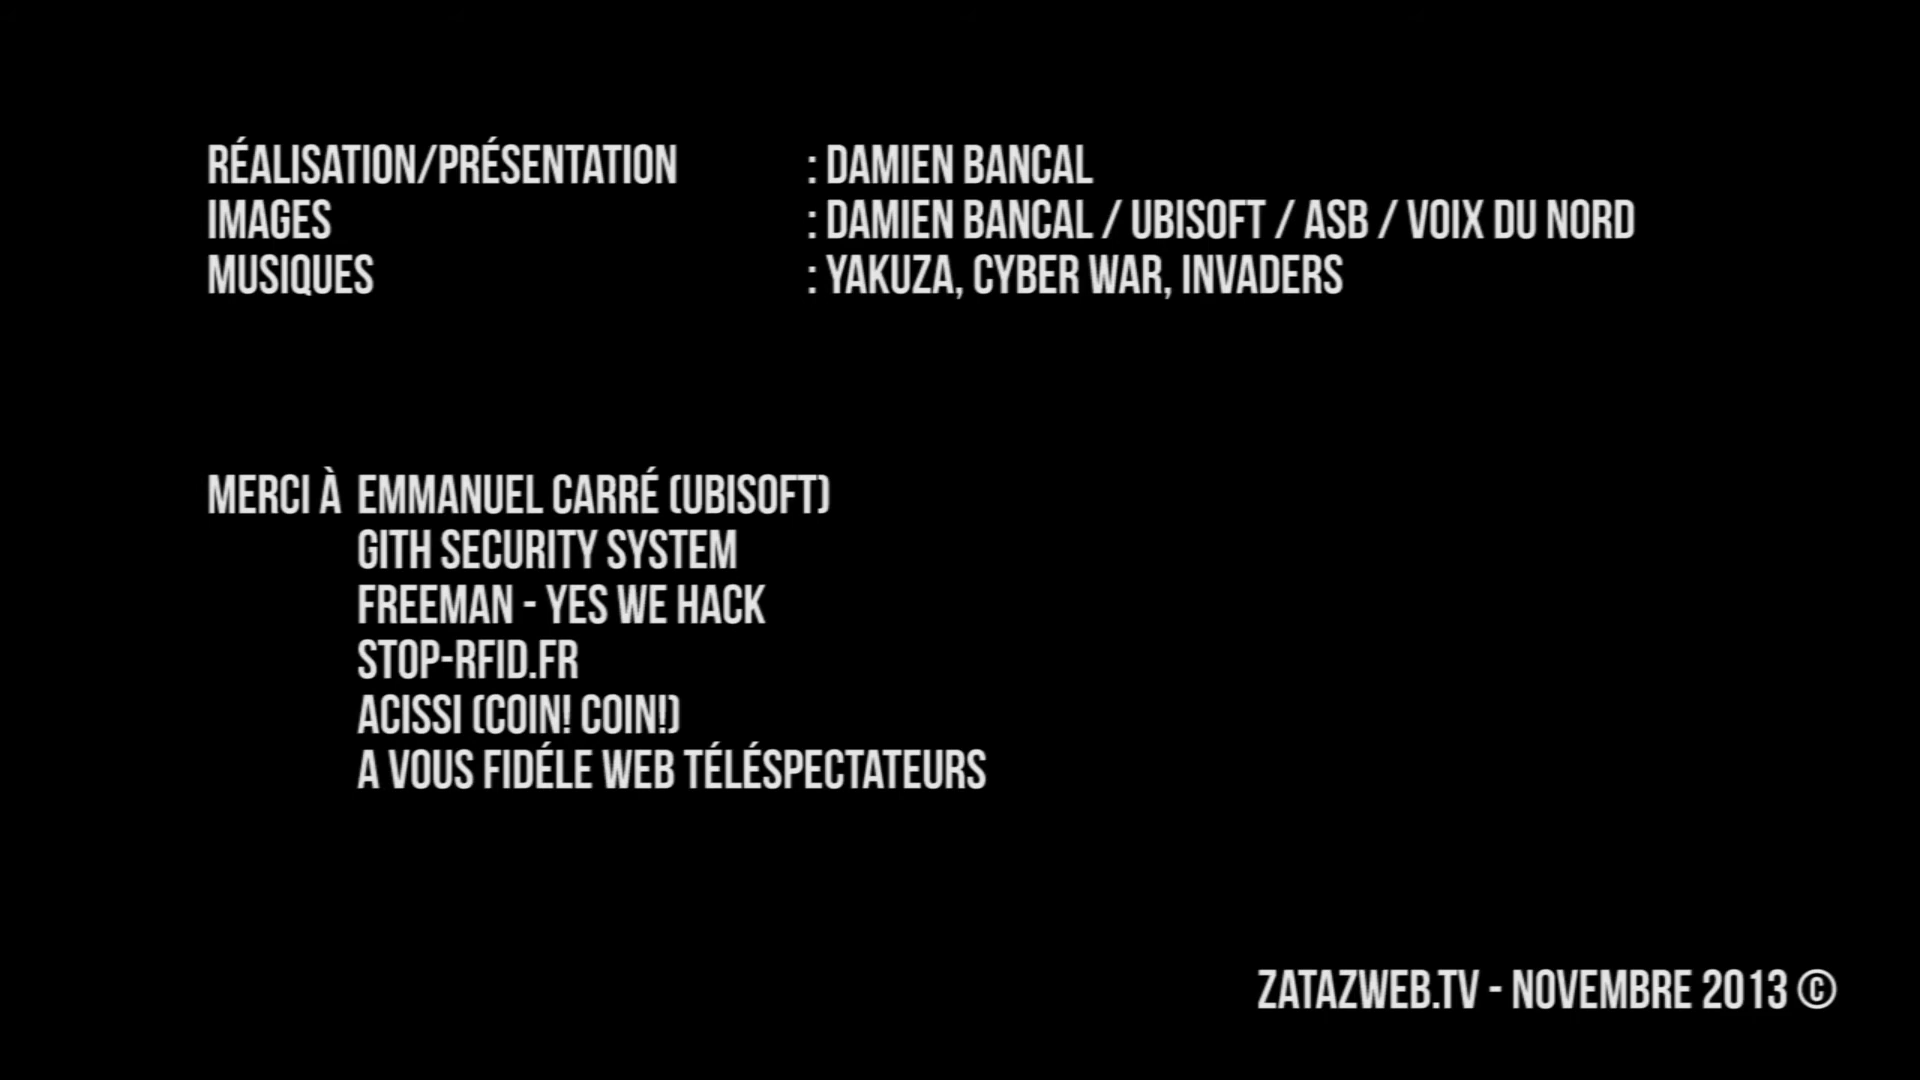 RÉALISATION/PRÉSENTATION : DAMIEN BANCAL
IMAGES : DAMIEN BANCAL / UBISOFT / ASB / VOIX DU NORD
MUSIQUES : YAKUZA, CYBER WAR, INVADERS
MERCI À EMMANUEL CARRÉ (UBISOFT)
GITH SECURITY SYSTEM
FREEMAN - YES WE HACK
STOP-RFID.FR
ACISSI (COIN! COIN!)
A VOUS FIDÉLE WEB TÉLÉSPECTATEURS
ZATAZWEB.TV - NOVEMBRE 2013 ©